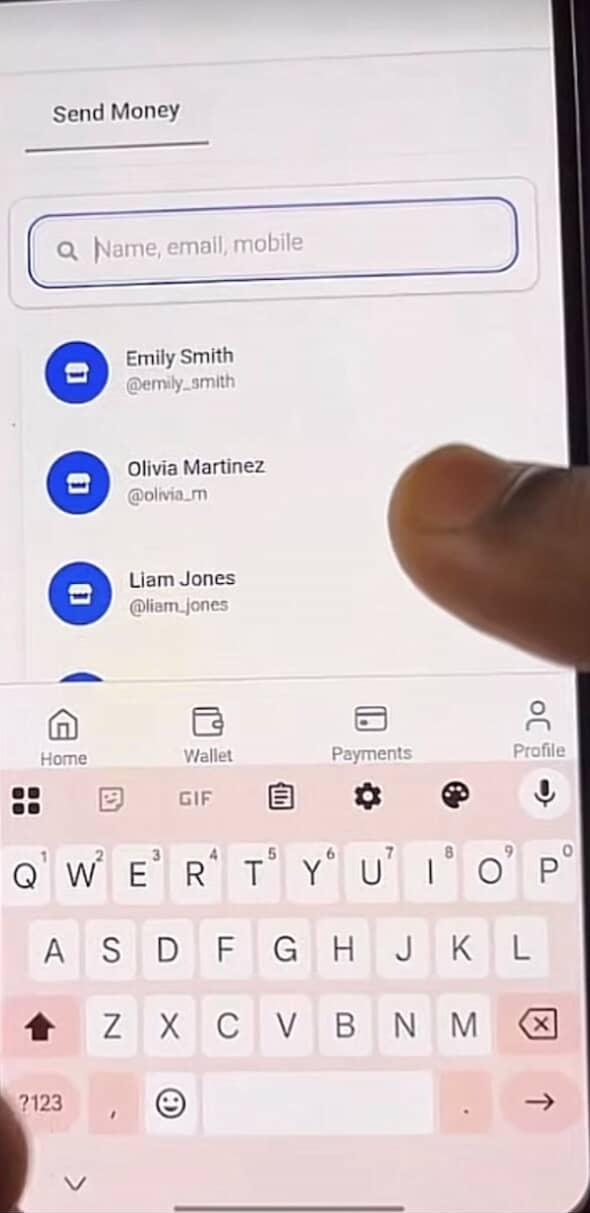 Send Money
Name, email, mobile
Emily Smith
@emily_smith
Olivia Martinez
@olivia_m
Liam Jones
@liam_jones
Home Wallet Payments Profile
GIF
1 2 3 4 5 6 7 8 9 0
Q W E R T Y U I O P
A S D F G H J K L
Z X C V B N M
?123 , .